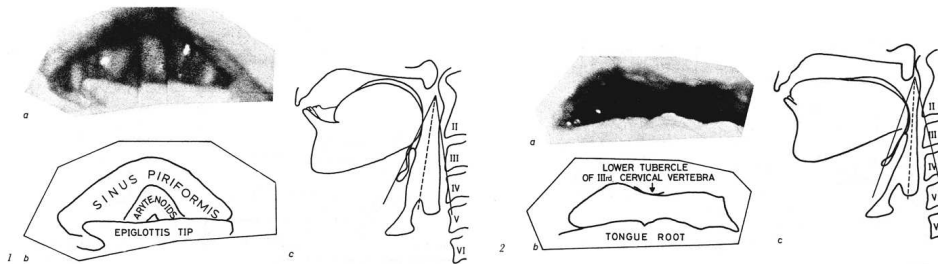 a
SINUS PIRIFORMIS
ARYTENOIDS
EPIGLOTTIS TIP
1 b
c
II
III
IV
V
VI
a
LOWER TUBERCLE
OF IIIrd CERVICAL VERTEBRA
TONGUE ROOT
2 b
c
II
III
IV
V